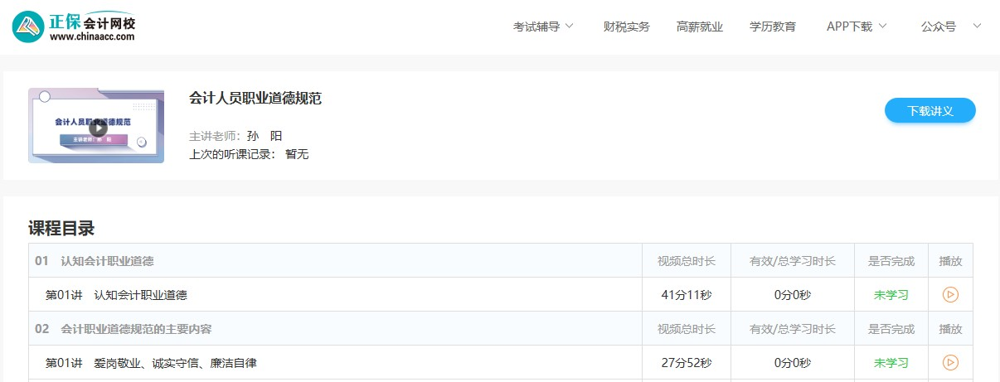 正保会计网校
www.chinaacc.com
考试辅导 财税实务 高薪就业 学历教育 APP下载 公众号
会计人员职业道德规范
会计人员职业道德规范
主讲老师：孙 阳
主讲老师：孙 阳
上次的听课记录： 暂无
下载讲义
课程目录
01 认知会计职业道德 视频总时长 有效/总学习时长 是否完成 播放
第01讲 认知会计职业道德 41分11秒 0分0秒 未学习
02 会计职业道德规范的主要内容 视频总时长 有效/总学习时长 是否完成 播放
第01讲 爱岗敬业、诚实守信、廉洁自律 27分52秒 0分0秒 未学习